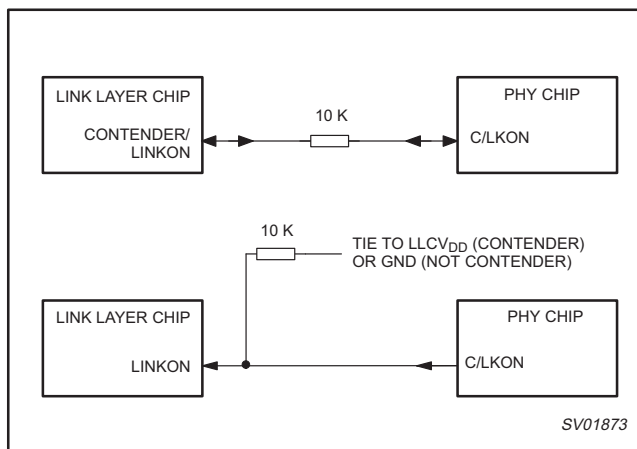 LINK LAYER CHIP
CONTENDER/
LINKON
10 K
PHY CHIP
C/LKON
10 K
TIE TO LLCV_DD (CONTENDER)
OR GND (NOT CONTENDER)
LINK LAYER CHIP
LINKON
PHY CHIP
C/LKON
SV01873